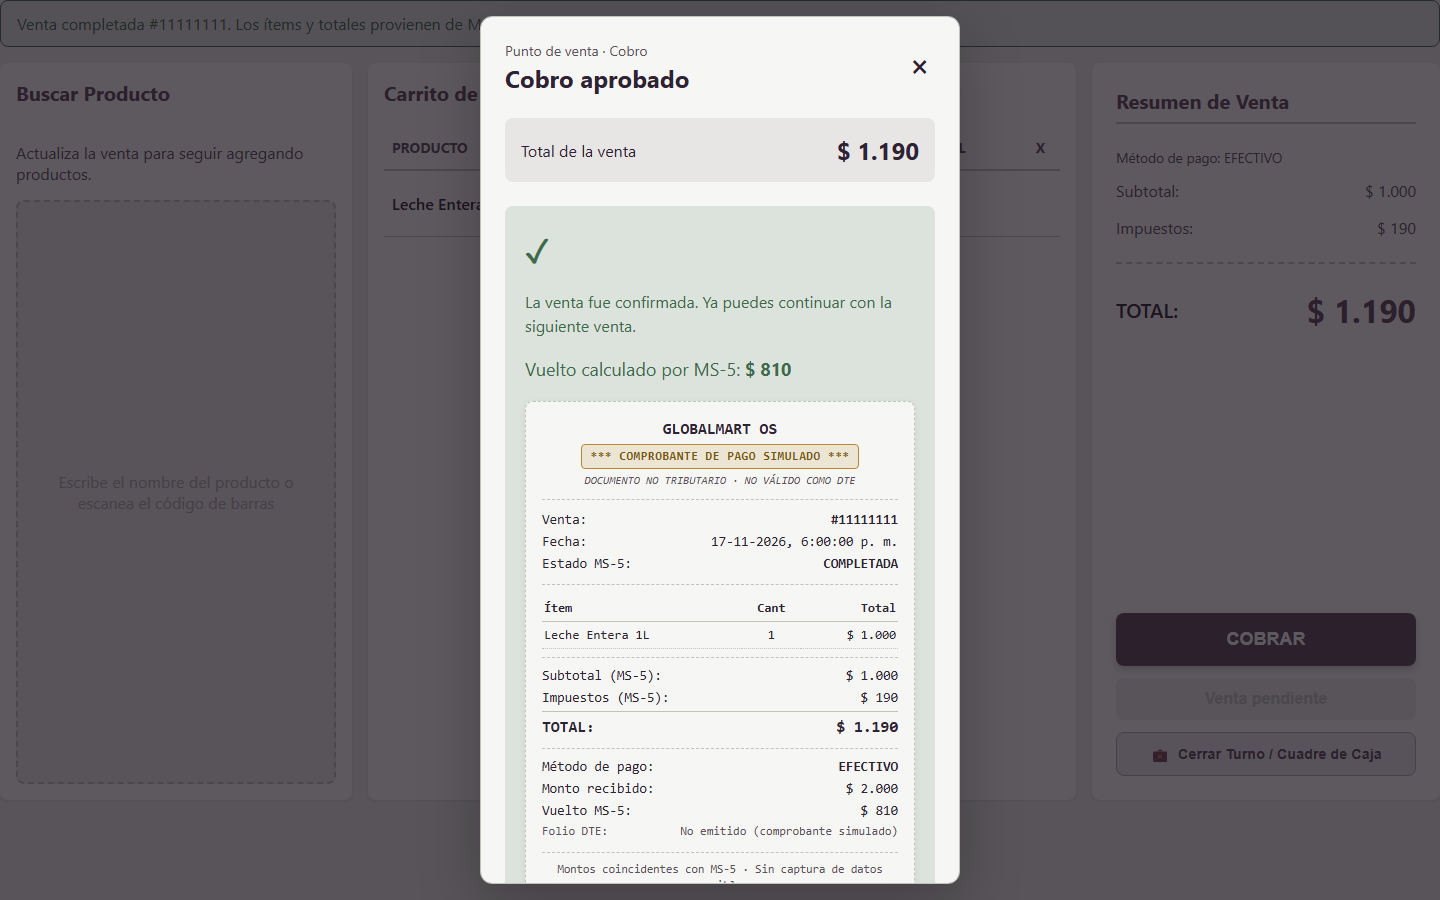 Venta completada #11111111. Los ítems y totales provienen de M
Buscar Producto
Actualiza la venta para seguir agregando
productos.
Escribe el nombre del producto o
escanea el código de barras
Carrito de
PRODUCTO
L
X
Leche Entera
Punto de venta · Cobro
Cobro aprobado
×
Total de la venta
$ 1.190
✓
La venta fue confirmada. Ya puedes continuar con la
siguiente venta.
Vuelto calculado por MS-5: $ 810
GLOBALMART OS
*** COMPROBANTE DE PAGO SIMULADO ***
DOCUMENTO NO TRIBUTARIO · NO VÁLIDO COMO DTE
Venta: #11111111
Fecha: 17-11-2026, 6:00:00 p. m.
Estado MS-5: COMPLETADA
Ítem Cant Total
Leche Entera 1L 1 $ 1.000
Subtotal (MS-5): $ 1.000
Impuestos (MS-5): $ 190
TOTAL: $ 1.190
Método de pago: EFECTIVO
Monto recibido: $ 2.000
Vuelto MS-5: $ 810
Folio DTE: No emitido (comprobante simulado)
Montos coincidentes con MS-5 · Sin captura de datos
Resumen de Venta
Método de pago: EFECTIVO
Subtotal: $ 1.000
Impuestos: $ 190
TOTAL: $ 1.190
COBRAR
Venta pendiente
Cerrar Turno / Cuadre de Caja